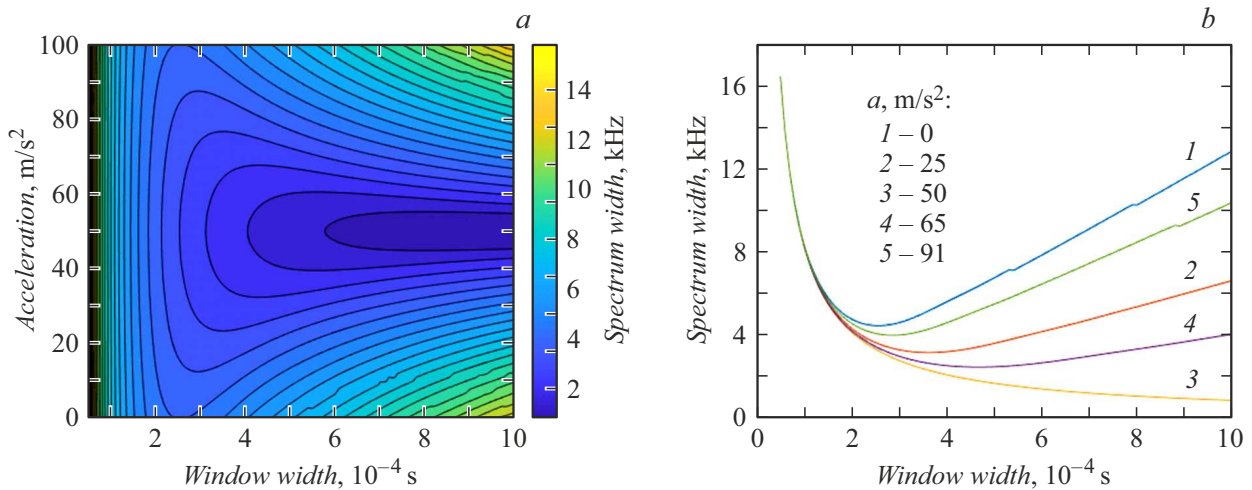 a
100
80
60
40
20
0
Acceleration, m/s²
2
4
6
8
10
Window width, 10⁻⁴ s
14
12
10
8
6
4
2
Spectrum width, kHz
b
16
12
8
4
0
Spectrum width, kHz
a, m/s²:
1 – 0
2 – 25
3 – 50
4 – 65
5 – 91
1
5
2
4
3
0
2
4
6
8
10
Window width, 10⁻⁴ s